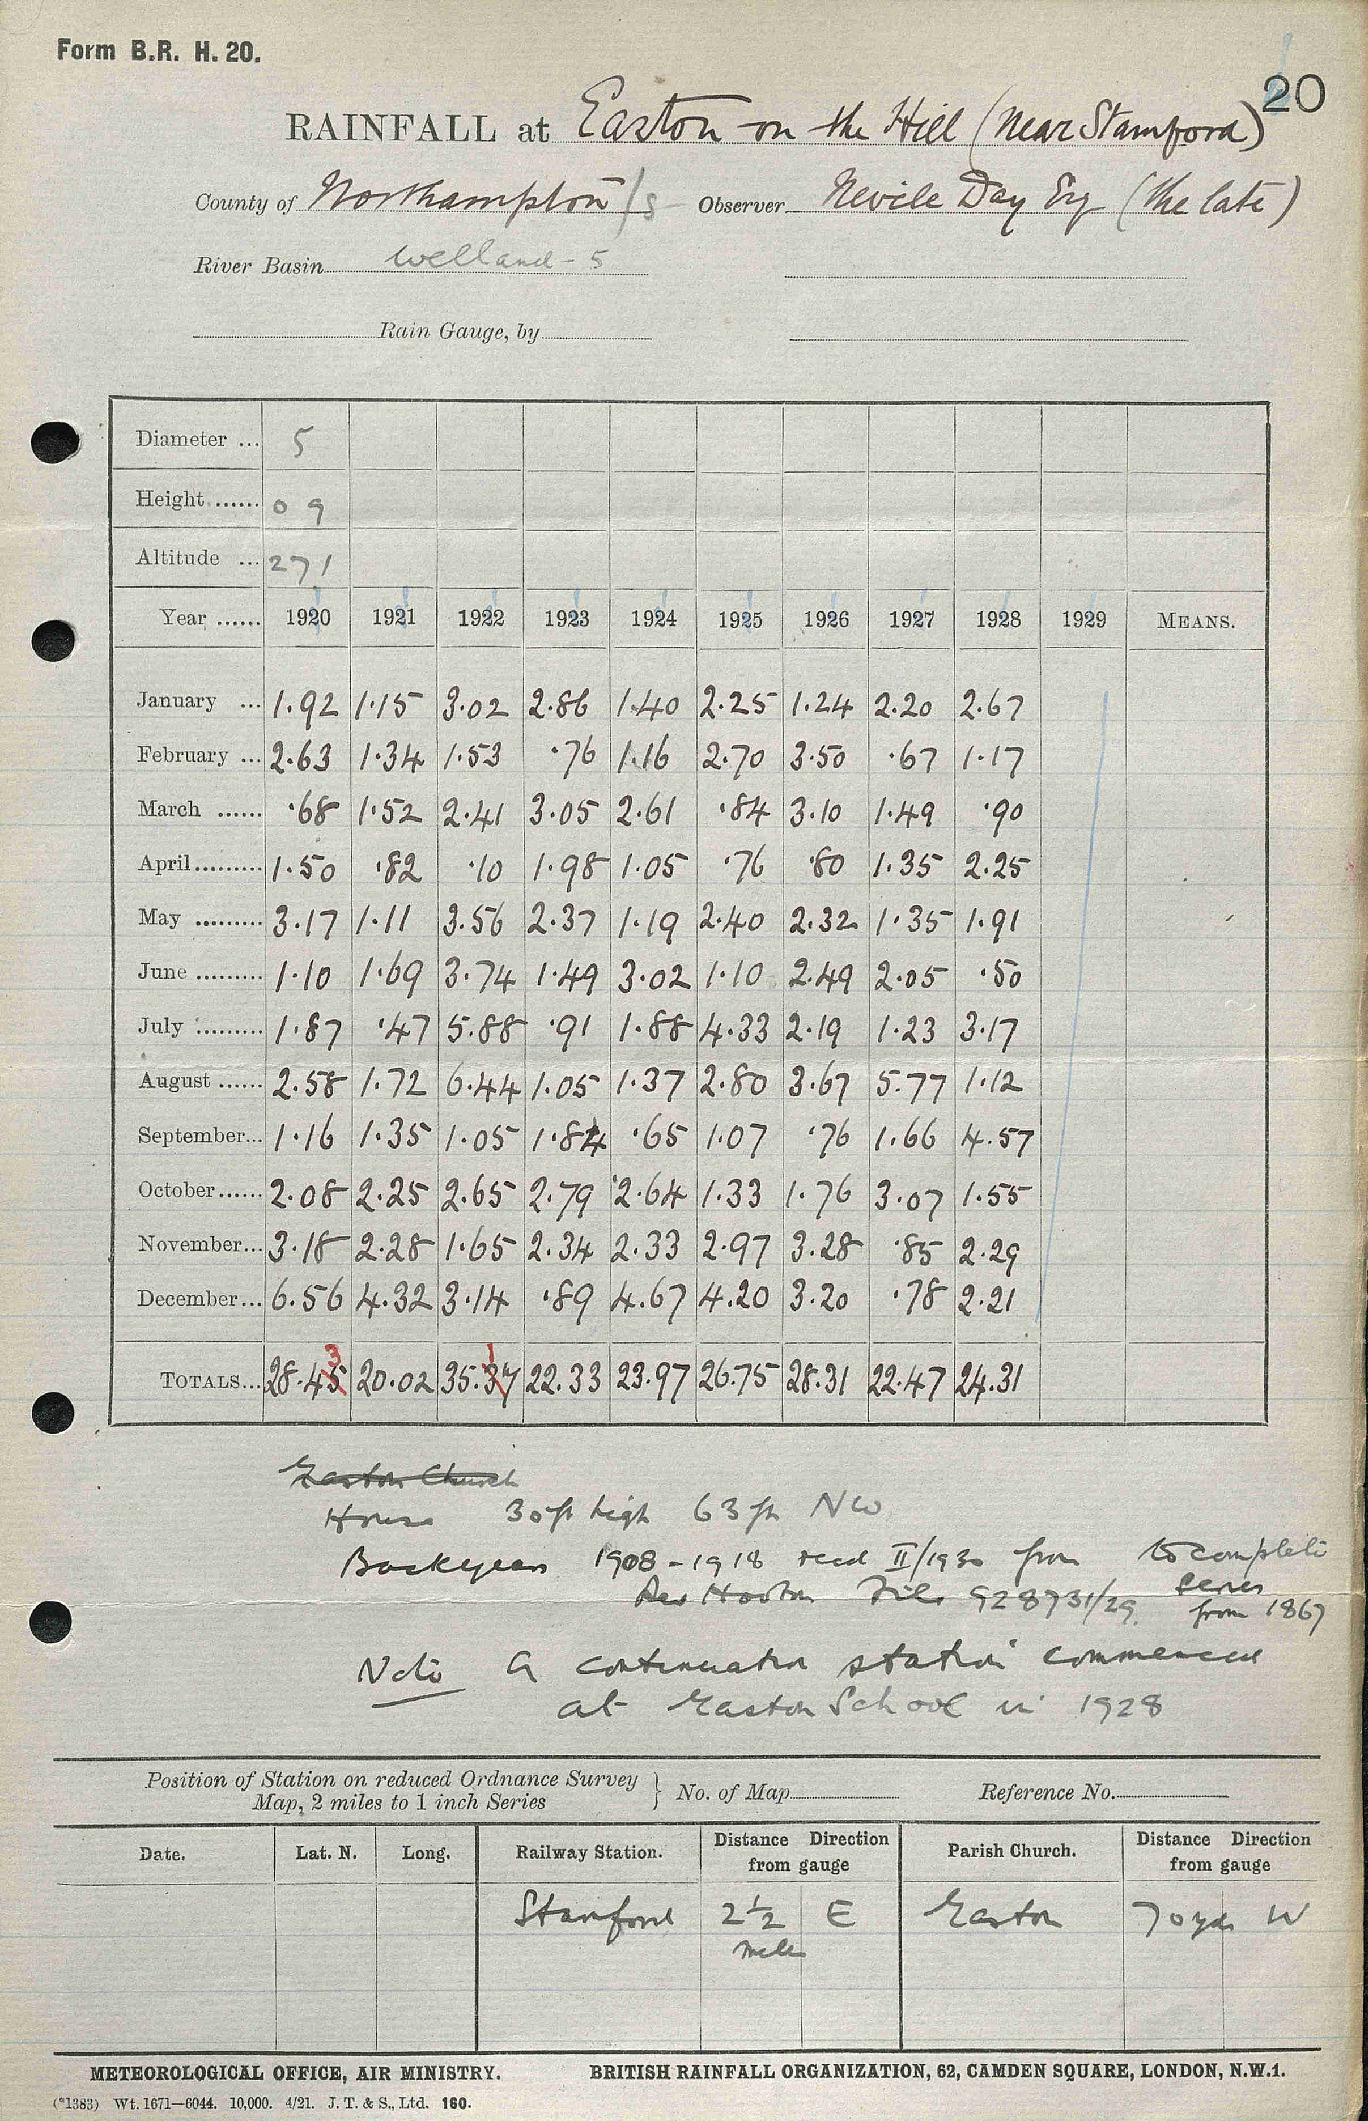 Form B.R. H. 20.
20
RAINFALL at Easton on the Hill (Near Stamford)
County of Northampton/s Observer Nevile Day Esq (the late)
River Basin Welland - 5
Rain Gauge, by
Diameter ... 5
Height ...... 0 9
Altitude ... 271
Year ...... 1920 1921 1922 1923 1924 1925 1926 1927 1928 1929 MEANS.
January ... 1.92 1.15 3.02 2.86 1.40 2.25 1.24 2.20 2.67
February ... 2.63 1.34 1.53 .76 1.16 2.70 3.50 .67 1.17
March ...... .68 1.52 2.41 3.05 2.61 .84 3.10 1.49 .90
April ......... 1.50 .82 .10 1.98 1.05 .76 .80 1.35 2.25
May ......... 3.17 1.11 3.56 2.37 1.19 2.40 2.32 1.35 1.91
June ......... 1.10 1.69 3.74 1.49 3.02 1.10 2.49 2.05 .50
July ......... 1.87 .47 5.88 .91 1.88 4.33 2.19 1.23 3.17
August ...... 2.58 1.72 6.44 1.05 1.37 2.80 3.67 5.77 1.12
September... 1.16 1.35 1.05 1.84 .65 1.07 .76 1.66 4.57
October...... 2.08 2.25 2.65 2.79 2.64 1.33 1.76 3.07 1.55
November... 3.18 2.28 1.65 2.34 2.33 2.97 3.28 .85 2.29
December... 6.56 4.32 3.14 .89 4.67 4.20 3.20 .78 2.21
3 1
TOTALS... 28.45 20.02 35.37 22.33 23.97 26.75 28.31 22.47 24.31
Easton Church
House 30ft high 63 ft NW
Backyears 1908-1918 recd II/1930 from to complete
Rev Hooton File 928731/29 series
from 1867
Note A continuation station commenced
at Easton School in 1928
Position of Station on reduced Ordnance Survey
Map, 2 miles to 1 inch Series } No. of Map Reference No.
Date. Lat. N. Long. Railway Station. Distance Direction from gauge Parish Church. Distance Direction from gauge
Stamford 2½ E Easton 70 yds W
miles
METEOROLOGICAL OFFICE, AIR MINISTRY. BRITISH RAINFALL ORGANIZATION, 62, CAMDEN SQUARE, LONDON, N.W.1.
(*1383) Wt. 1671—6044. 10,000. 4/21. J. T. & S., Ltd. 160.